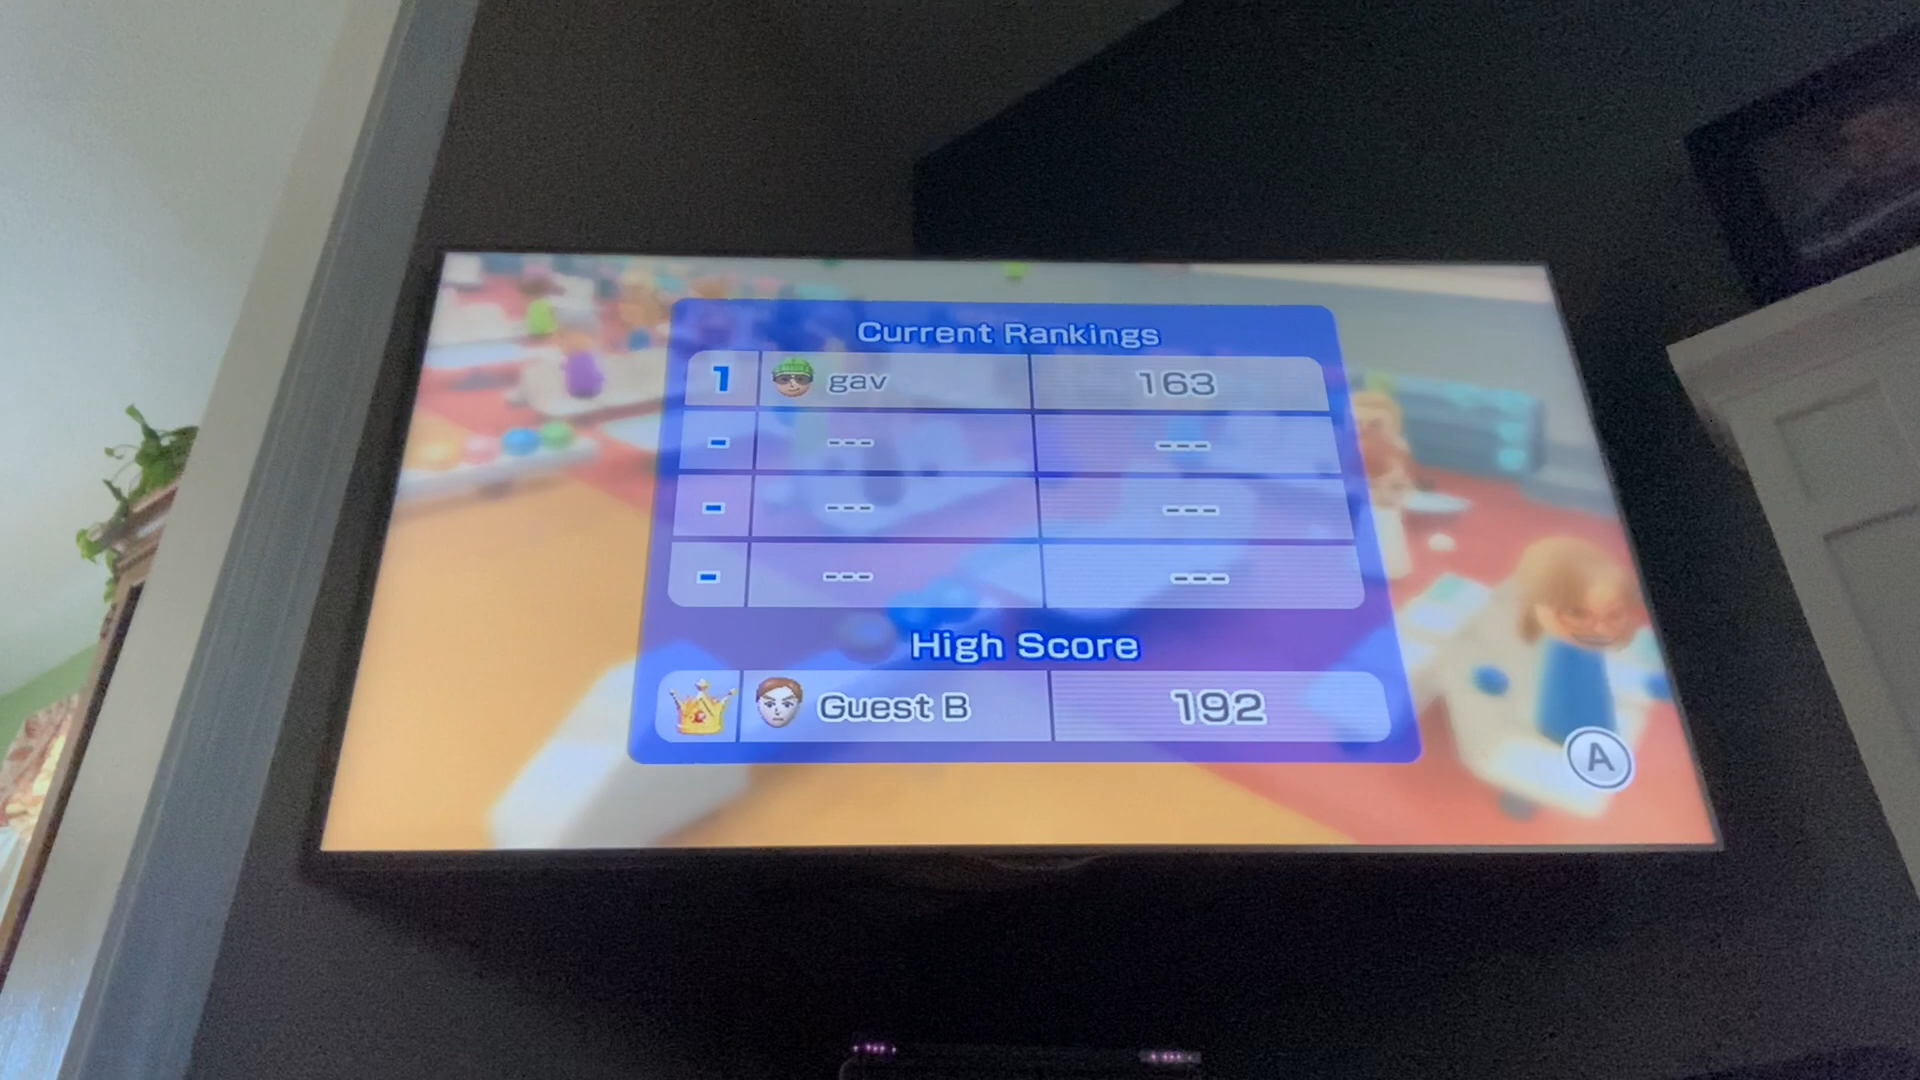 Current Rankings
1 gav 163
- --- ---
- --- ---
- --- ---
High Score
Guest B 192
A